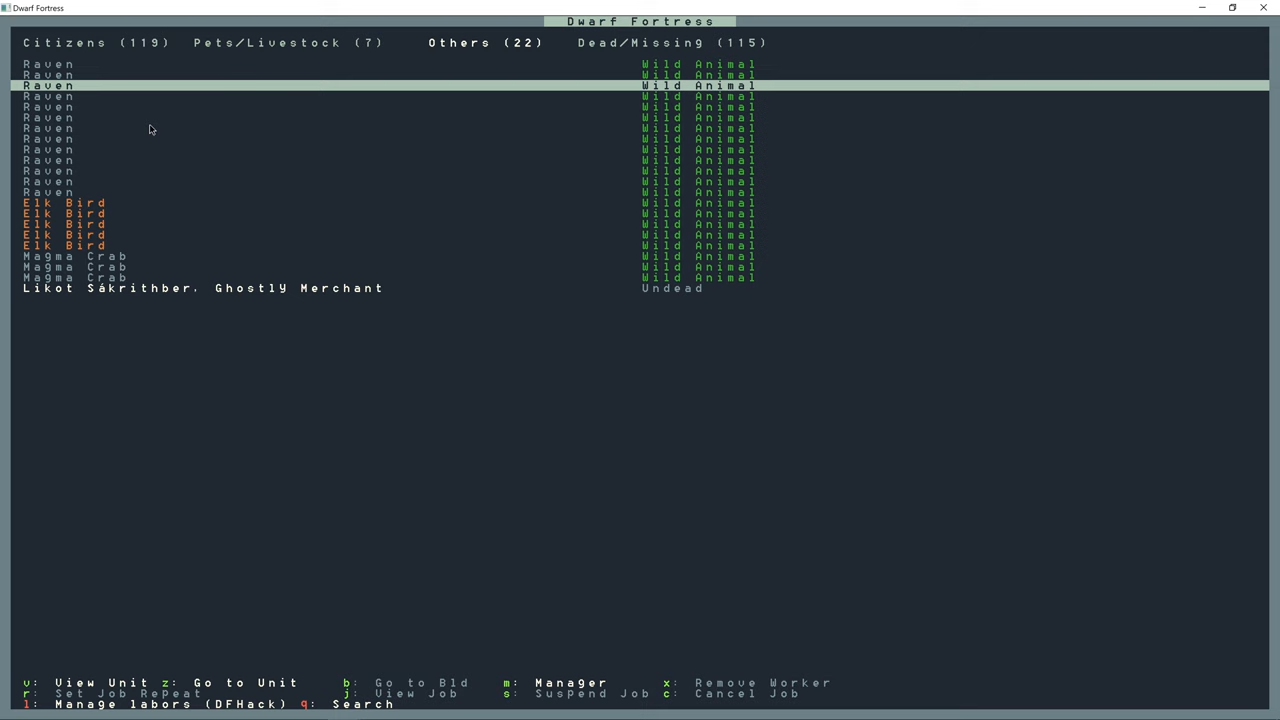 Dwarf Fortress
Dwarf Fortress
Citizens (119) Pets/Livestock (7) Others (22) Dead/Missing (115)
Raven Wild Animal
Raven Wild Animal
Raven Wild Animal
Raven Wild Animal
Raven Wild Animal
Raven Wild Animal
Raven Wild Animal
Raven Wild Animal
Raven Wild Animal
Raven Wild Animal
Raven Wild Animal
Raven Wild Animal
Raven Wild Animal
Elk Bird Wild Animal
Elk Bird Wild Animal
Elk Bird Wild Animal
Elk Bird Wild Animal
Elk Bird Wild Animal
Magma Crab Wild Animal
Magma Crab Wild Animal
Magma Crab Wild Animal
Likot Sákrithber, Ghostly Merchant Undead
v: View Unit z: Go to Unit b: Go to Bld m: Manager x: Remove Worker
r: Set Job Repeat j: View Job s: Suspend Job c: Cancel Job
l: Manage labors (DFHack) q: Search